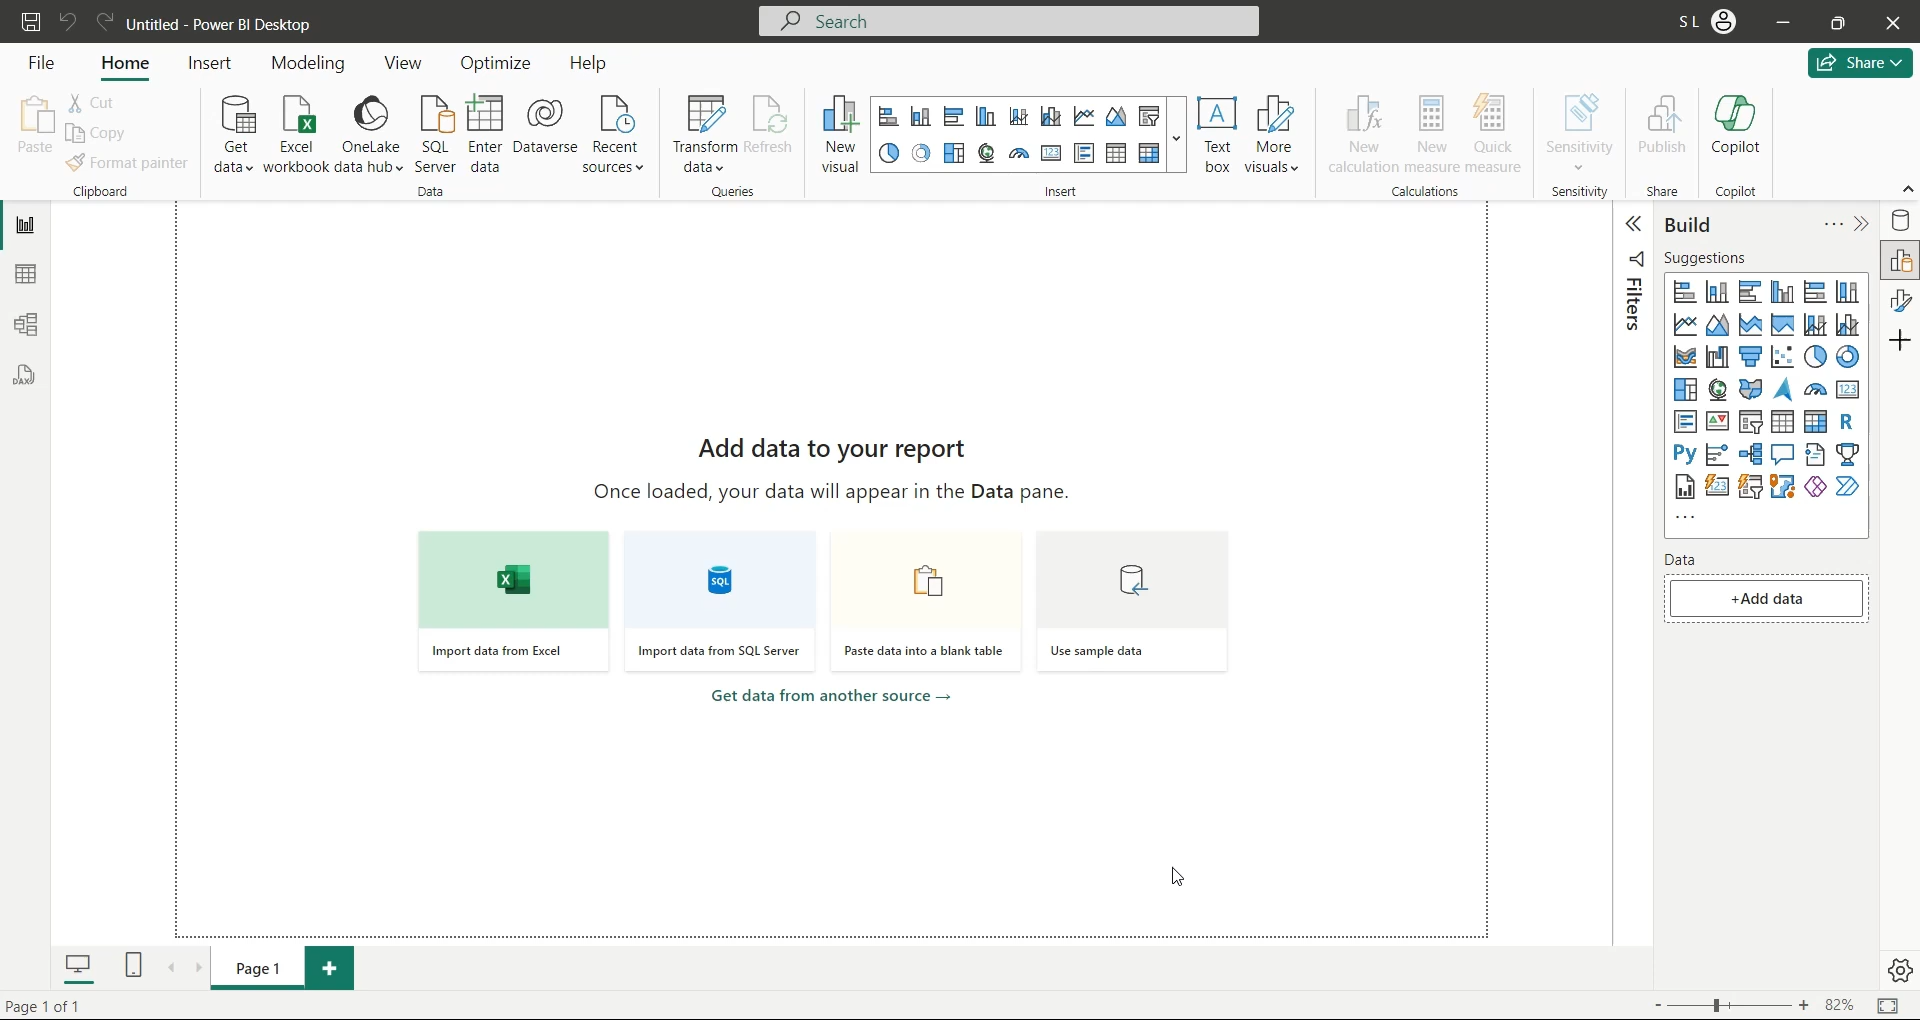 Untitled - Power BI Desktop
Search
S L
File Home Insert Modeling View Optimize Help
Share
Paste
Cut
Copy
Format painter
Clipboard
Get data
Excel workbook
OneLake data hub
SQL Server
Enter data
Dataverse
Recent sources
Data
Transform data
Refresh
Queries
New visual
Text box
More visuals
Insert
New calculation
New measure
Quick measure
Calculations
Sensitivity
Sensitivity
Publish
Share
Copilot
Copilot
DAX
Filters
Build
Suggestions
123
R
Py
123
Data
+Add data
Add data to your report
Once loaded, your data will appear in the Data pane.
X
SQL
Import data from Excel
Import data from SQL Server
Paste data into a blank table
Use sample data
Get data from another source →
Page 1
Page 1 of 1
- + 82%